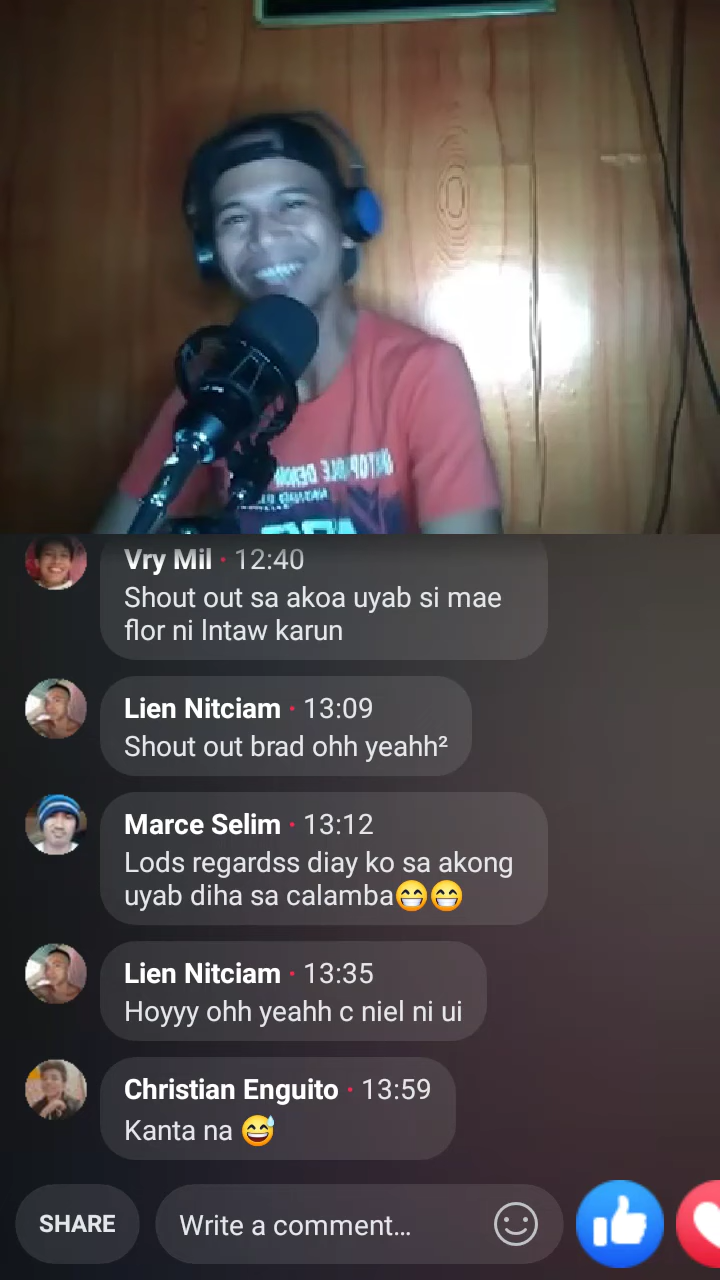 Vry Mil · 12:40
Shout out sa akoa uyab si mae
flor ni Intaw karun
Lien Nitciam · 13:09
Shout out brad ohh yeahh²
Marce Selim · 13:12
Lods regardss diay ko sa akong
uyab diha sa calamba😁😁
Lien Nitciam · 13:35
Hoyyy ohh yeahh c niel ni ui
Christian Enguito · 13:59
Kanta na 😅
SHARE
Write a comment…